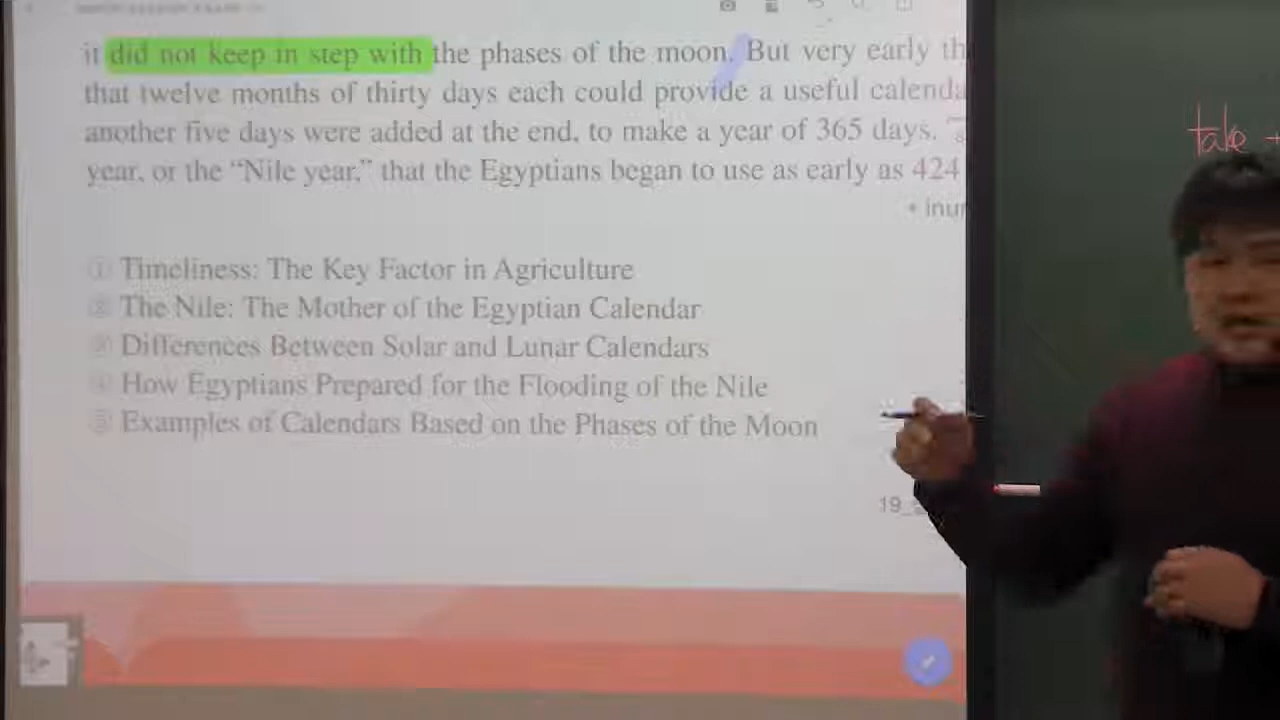 it did not keep in step with the phases of the moon. But very early th
that twelve months of thirty days each could provide a useful calenda
another five days were added at the end, to make a year of 365 days.
year, or the “Nile year,” that the Egyptians began to use as early as 424
* inun
① Timeliness: The Key Factor in Agriculture
② The Nile: The Mother of the Egyptian Calendar
③ Differences Between Solar and Lunar Calendars
④ How Egyptians Prepared for the Flooding of the Nile
⑤ Examples of Calendars Based on the Phases of the Moon
19
take